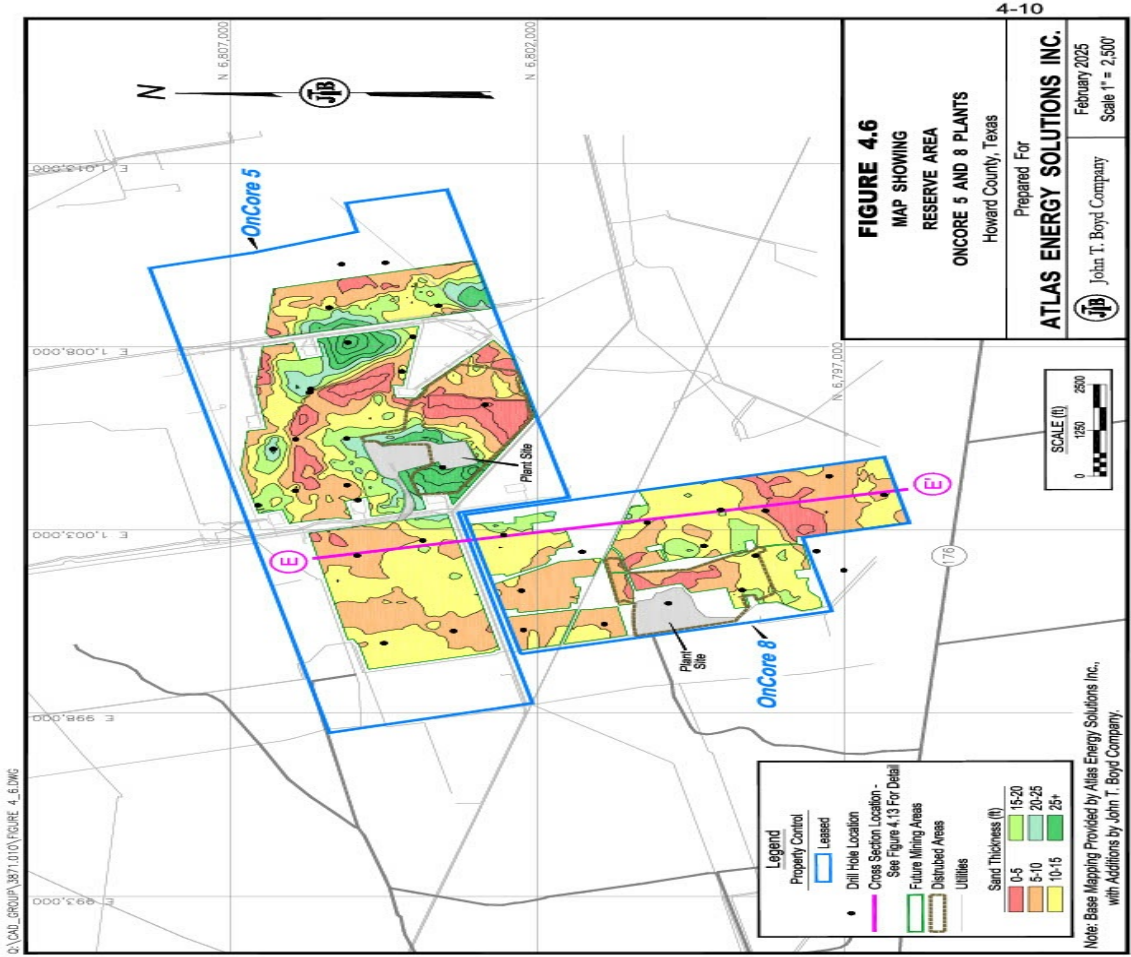 4-10
Q:\CAD_GROUP\3871.010\FIGURE 4_6.DWG
N 6,807,000
N 6,802,000
N 6,797,000
E 1,013,000
E 1,008,000
E 1,003,000
E 998,000
E 993,000
N
JTB
OnCore 5
Plant Site
E
E'
Plant
Site
OnCore 8
176
SCALE (ft)
0 1250 2500
Legend
Property Control
Leased
Drill Hole Location
Cross Section Location -
See Figure 4.13 For Detail
Future Mining Areas
Distrubed Areas
Utilities
Sand Thickness (ft)
0-5 15-20
5-10 20-25
10-15 25+
Note: Base Mapping Provided by Atlas Energy Solutions Inc.,
with Additions by John T. Boyd Company.
FIGURE 4.6
MAP SHOWING
RESERVE AREA
ONCORE 5 AND 8 PLANTS
Howard County, Texas
Prepared For
ATLAS ENERGY SOLUTIONS INC.
JTB John T. Boyd Company
February 2025
Scale 1" = 2,500'